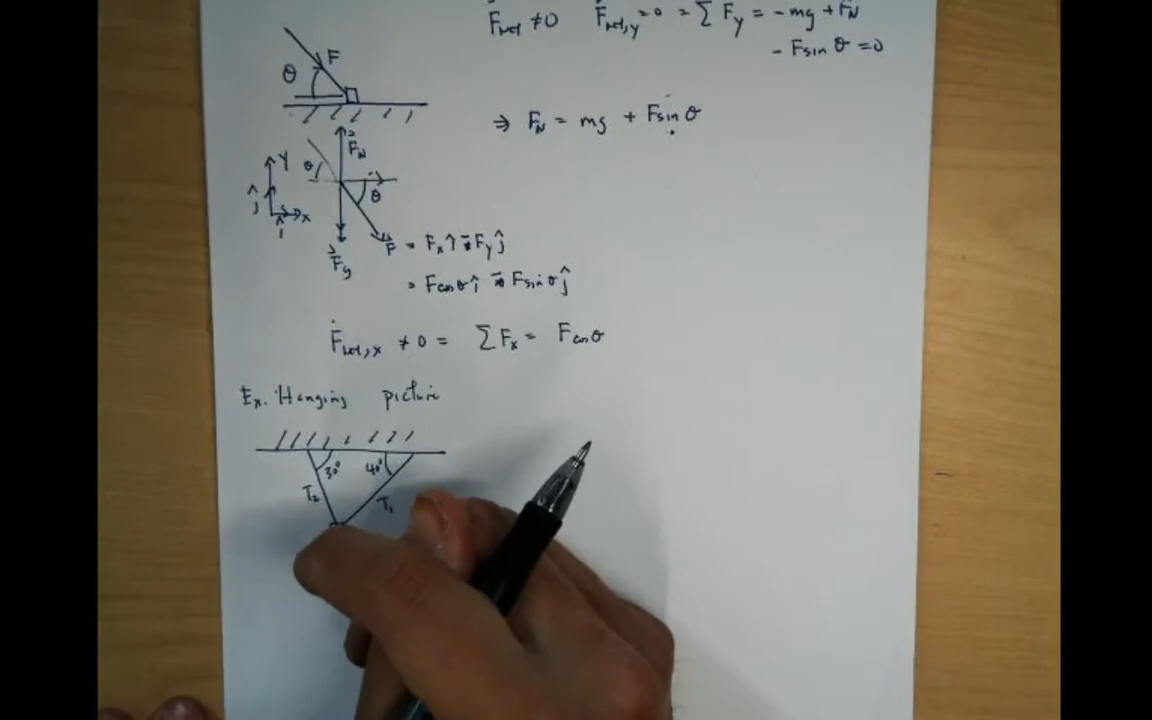 F_net ≠ 0 F_net,y = 0 = ∑ F_y = -mg + F_N
- F sin θ = 0
F
θ
⇒ F_N = mg + F sin θ
F_N
Y
θ
θ
ĵ
x
î
F = F_x î - F_y ĵ
F_g
= F cos θ î - F sin θ ĵ
F_net,x ≠ 0 = ∑ F_x = F cos θ
Ex. Hanging picture
30° 40°
T₂ T₁